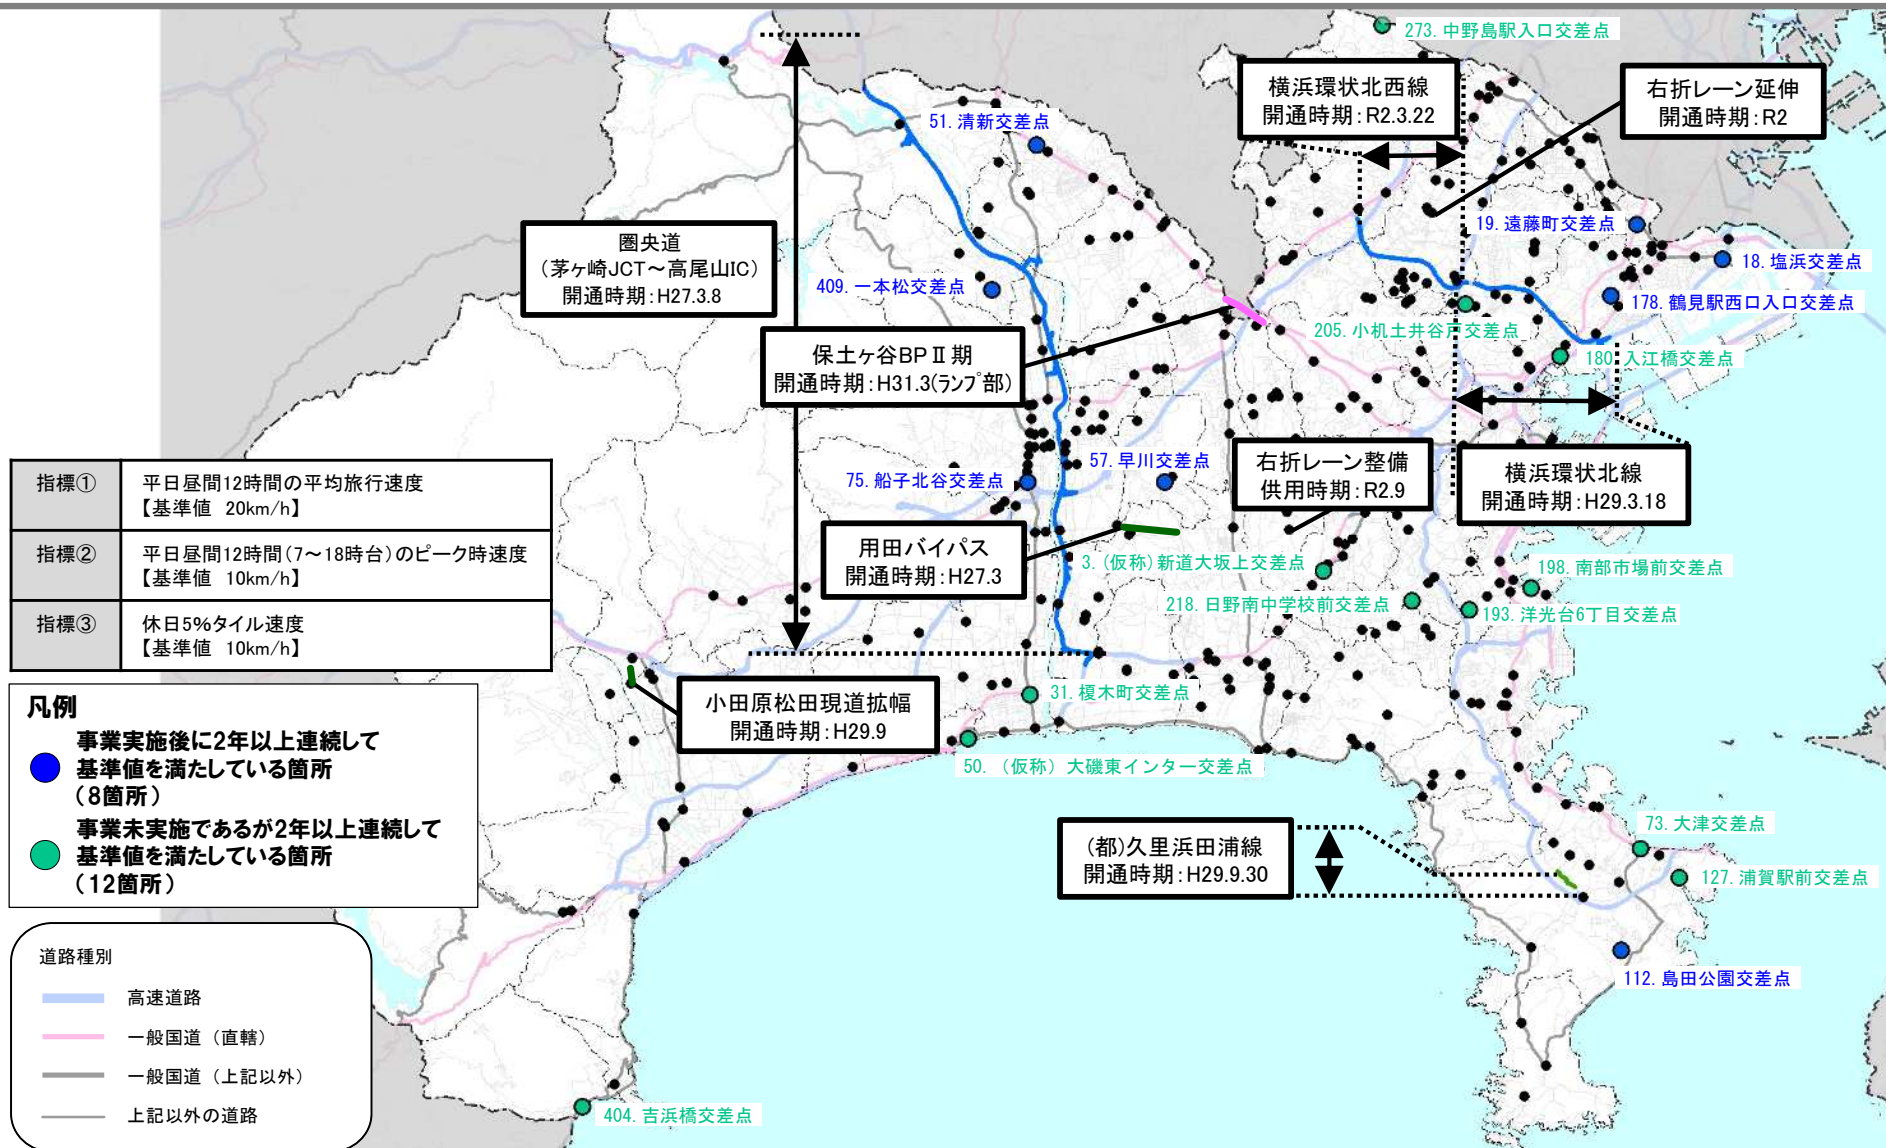 273. 中野島駅入口交差点
横浜環状北西線
開通時期:R2.3.22
右折レーン延伸
開通時期:R2
51. 清新交差点
19. 遠藤町交差点
圏央道
(茅ヶ崎JCT～高尾山IC)
開通時期:H27.3.8
18. 塩浜交差点
409. 一本松交差点
178. 鶴見駅西口入口交差点
205. 小机土井谷戸交差点
保土ヶ谷BPⅡ期
開通時期:H31.3(ランプ部)
180. 入江橋交差点
指標① 平日昼間12時間の平均旅行速度
【基準値 20km/h】
指標② 平日昼間12時間(7～18時台)のピーク時速度
【基準値 10km/h】
指標③ 休日5%タイル速度
【基準値 10km/h】
75. 船子北谷交差点
57. 早川交差点
右折レーン整備
供用時期:R2.9
横浜環状北線
開通時期:H29.3.18
用田バイパス
開通時期:H27.3
3. (仮称)新道大坂上交差点
198. 南部市場前交差点
218. 日野南中学校前交差点
193. 洋光台6丁目交差点
小田原松田現道拡幅
開通時期:H29.9
31. 榎木町交差点
50. (仮称) 大磯東インター交差点
凡例
事業実施後に2年以上連続して
基準値を満たしている箇所
(8箇所)
事業未実施であるが2年以上連続して
基準値を満たしている箇所
(12箇所)
(都)久里浜田浦線
開通時期:H29.9.30
73. 大津交差点
127. 浦賀駅前交差点
112. 島田公園交差点
道路種別
高速道路
一般国道 (直轄)
一般国道 (上記以外)
上記以外の道路
404. 吉浜橋交差点